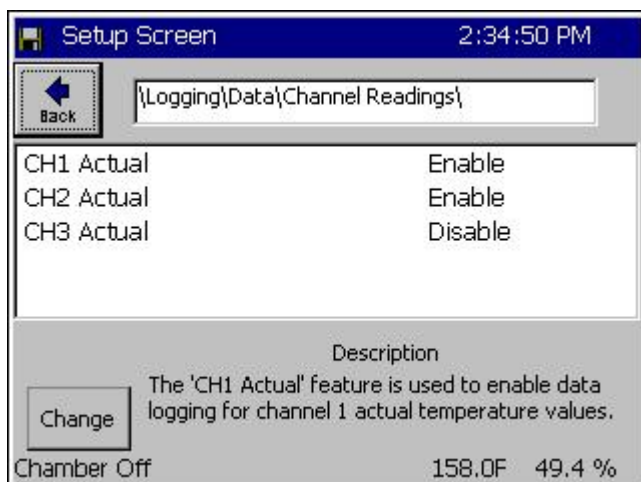 Setup Screen 2:34:50 PM
Back
\Logging\Data\Channel Readings\
CH1 Actual Enable
CH2 Actual Enable
CH3 Actual Disable
Description
The 'CH1 Actual' feature is used to enable data
logging for channel 1 actual temperature values.
Change
Chamber Off 158.0F 49.4 %